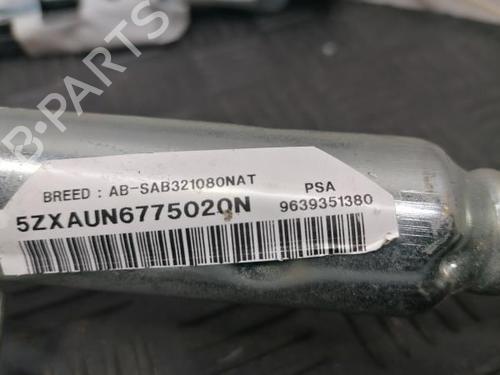 B-PARTS
BREED : AB-SAB321080NAT
PSA
5ZXAUN6775020N
9639351380